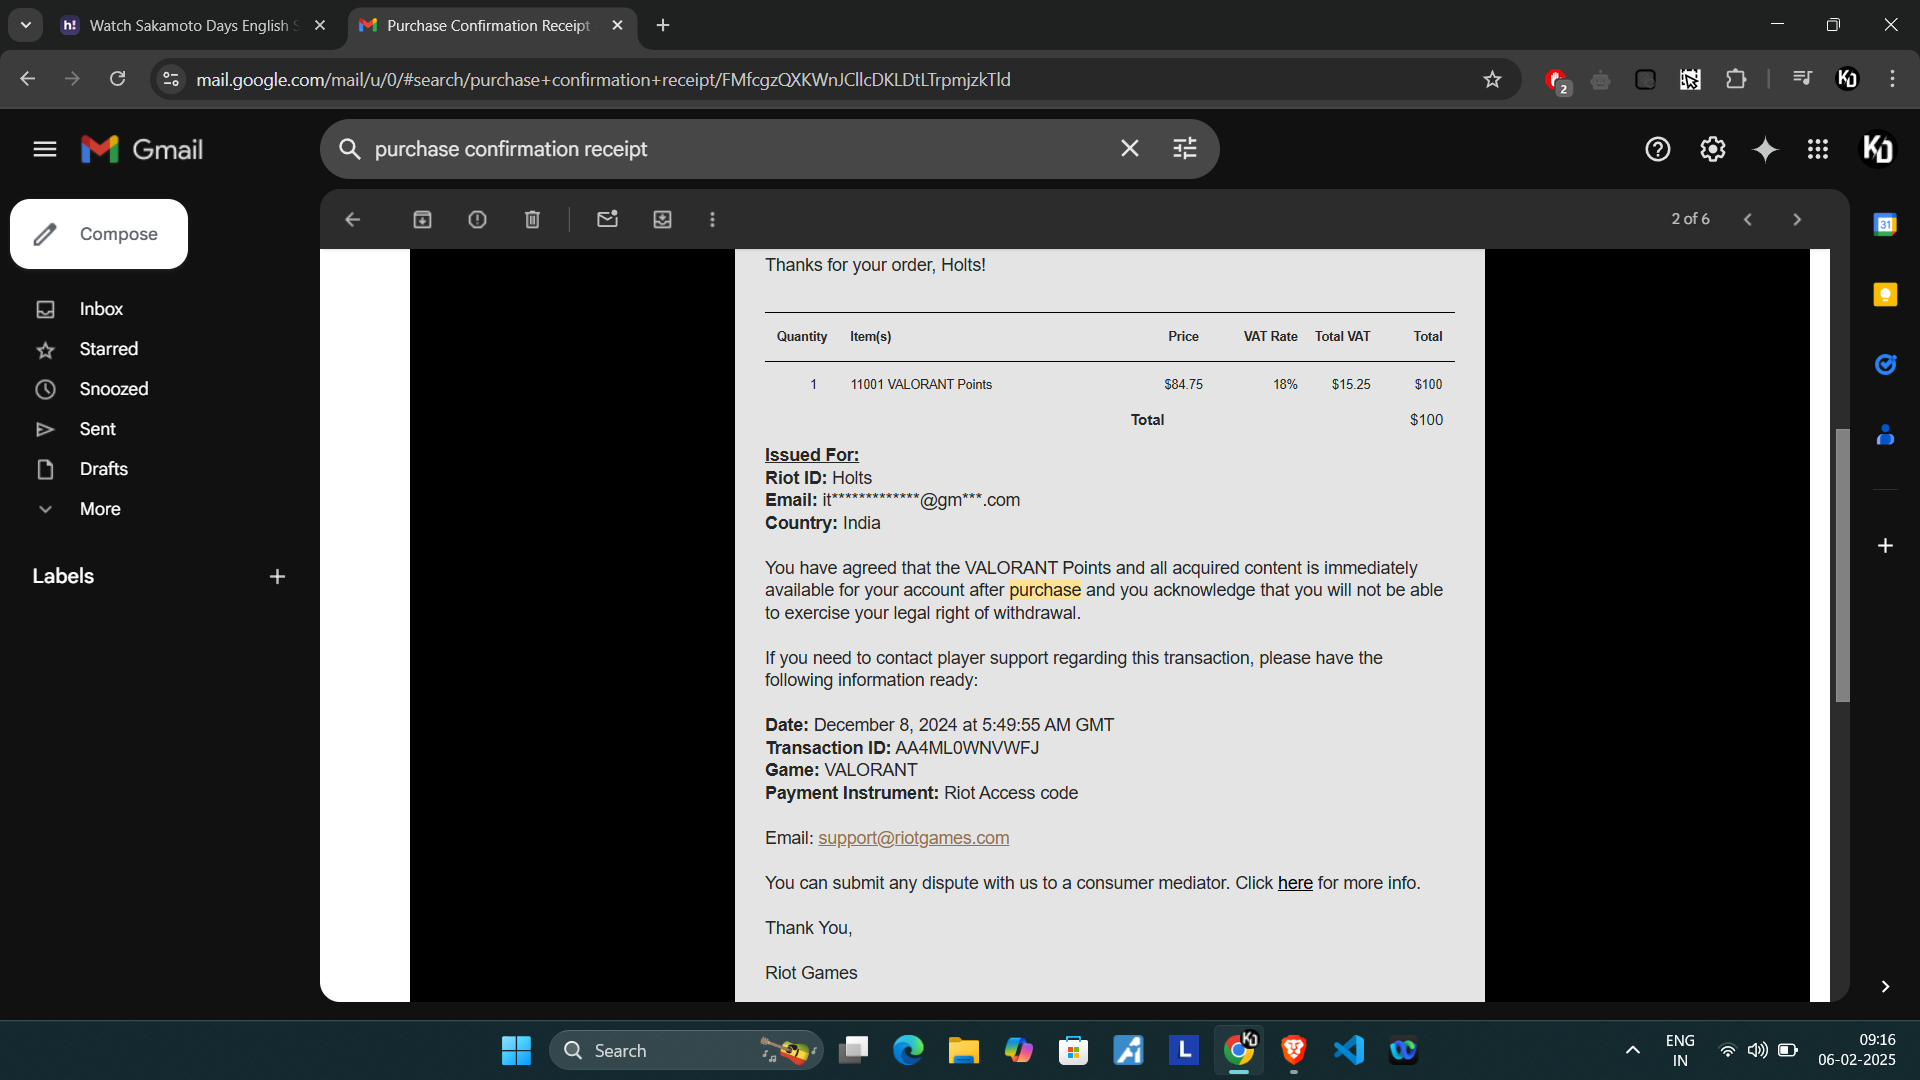 Watch Sakamoto Days English S
Purchase Confirmation Receipt
mail.google.com/mail/u/0/#search/purchase+confirmation+receipt/FMfcgzQXKWnJCllcDKLDtLTrpmjzkTld
2
KD
Gmail
purchase confirmation receipt
KD
Compose
2 of 6
31
Inbox
Starred
Snoozed
Sent
Drafts
More
Labels
Thanks for your order, Holts!
Quantity Item(s) Price VAT Rate Total VAT Total
1 11001 VALORANT Points $84.75 18% $15.25 $100
Total $100
Issued For:
Riot ID: Holts
Email: it*************@gm***.com
Country: India
You have agreed that the VALORANT Points and all acquired content is immediately
available for your account after purchase and you acknowledge that you will not be able
to exercise your legal right of withdrawal.
If you need to contact player support regarding this transaction, please have the
following information ready:
Date: December 8, 2024 at 5:49:55 AM GMT
Transaction ID: AA4ML0WNVWFJ
Game: VALORANT
Payment Instrument: Riot Access code
Email: support@riotgames.com
You can submit any dispute with us to a consumer mediator. Click here for more info.
Thank You,
Riot Games
Search
L
ENG
IN
09:16
06-02-2025